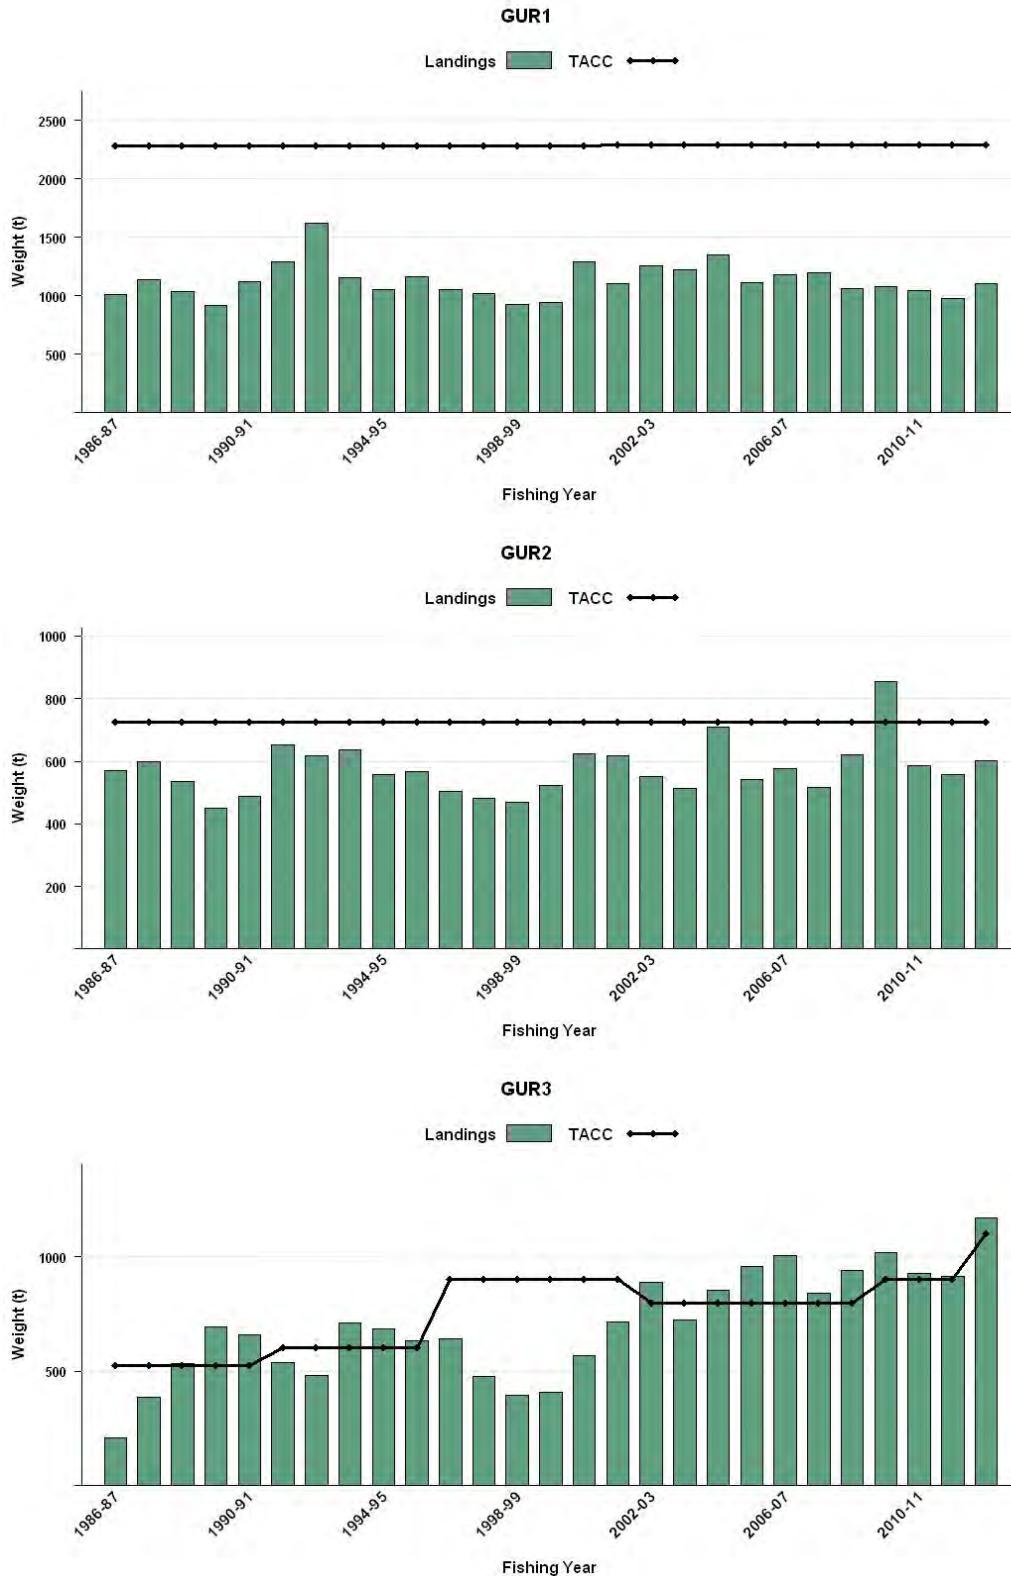 GUR1
Landings TACC
2500
2000
1500
1000
500
Weight (t)
1986-87 1990-91 1994-95 1998-99 2002-03 2006-07 2010-11
Fishing Year
GUR2
Landings TACC
1000
800
600
400
200
Weight (t)
1986-87 1990-91 1994-95 1998-99 2002-03 2006-07 2010-11
Fishing Year
GUR3
Landings TACC
1000
500
Weight (t)
1986-87 1990-91 1994-95 1998-99 2002-03 2006-07 2010-11
Fishing Year